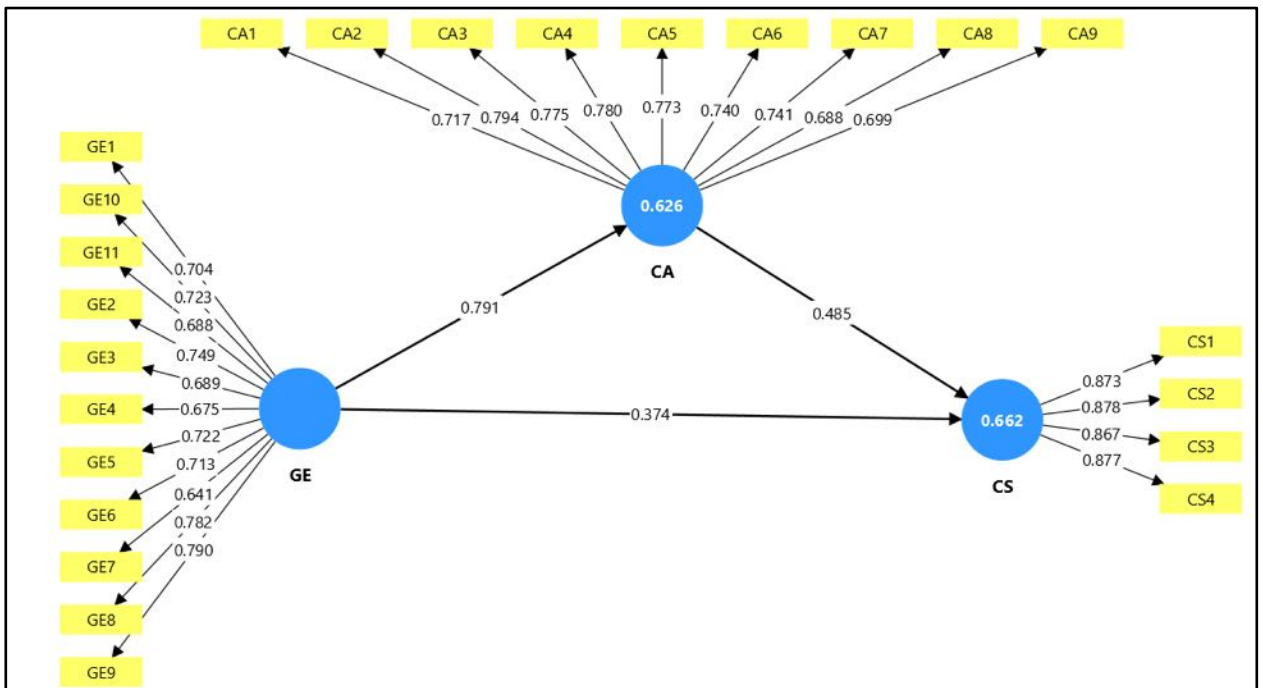 CA1 CA2 CA3 CA4 CA5 CA6 CA7 CA8 CA9
0.717 0.794 0.775 0.780 0.773 0.740 0.741 0.688 0.699
GE1
GE10
GE11
GE2
GE3
GE4
GE5
GE6
GE7
GE8
GE9
0.704
0.723
0.688
0.749
0.689
0.675
0.722
0.713
0.641
0.782
0.790
GE
0.626
CA
0.791
0.485
0.374
0.662
CS
0.873
0.878
0.867
0.877
CS1
CS2
CS3
CS4